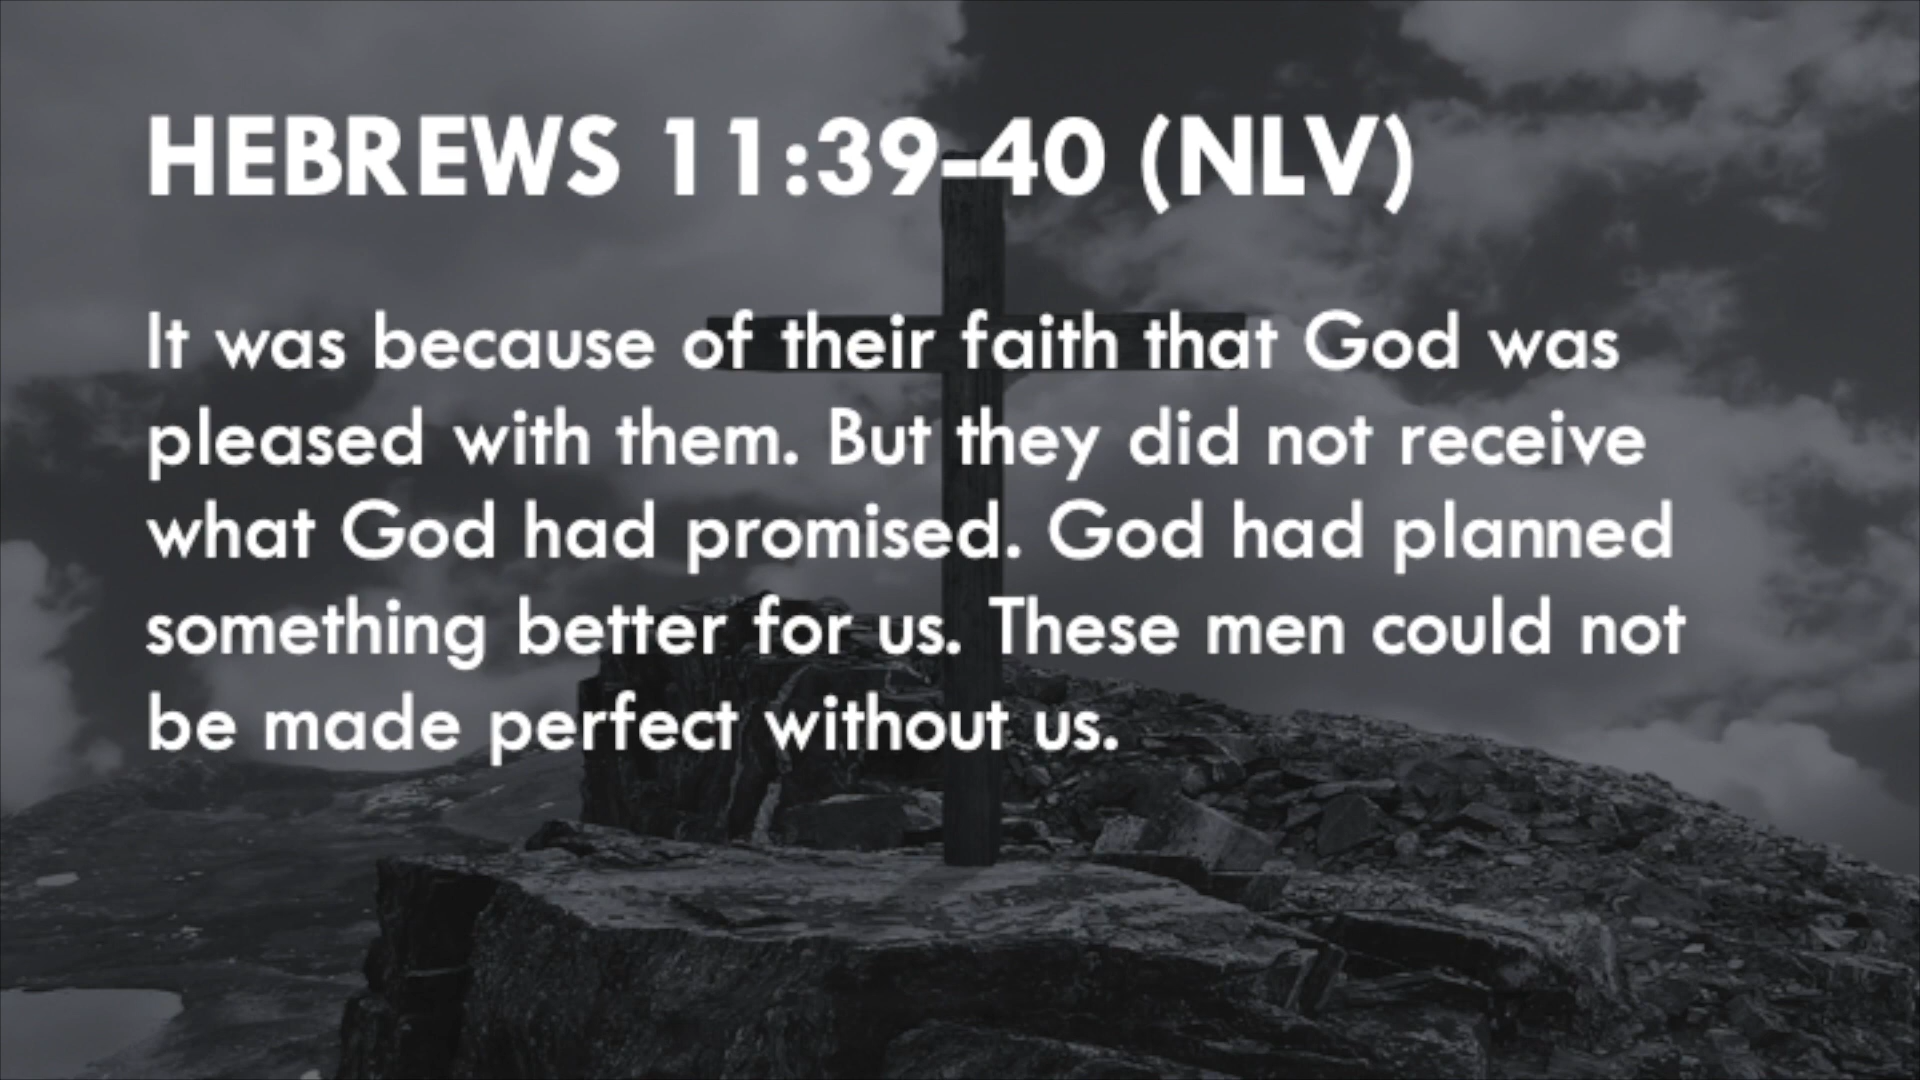 HEBREWS 11:39-40 (NLV)
It was because of their faith that God was
pleased with them. But they did not receive
what God had promised. God had planned
something better for us. These men could not
be made perfect without us.